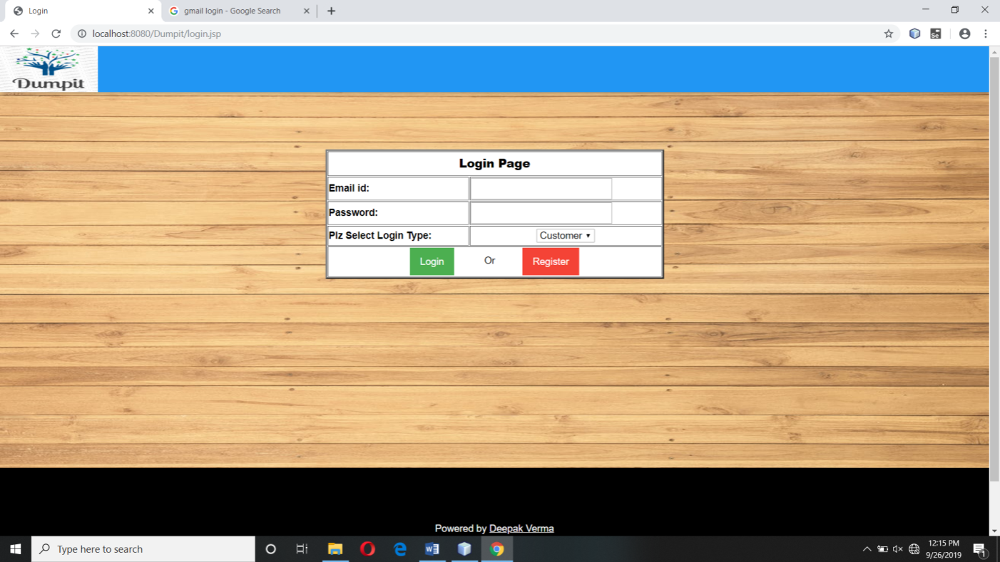 Login
gmail login - Google Search
localhost:8080/Dumpit/login.jsp
Se
Dumpit
Login Page
Email id:
Password:
Plz Select Login Type:
Customer
Login Or Register
Powered by Deepak Verma
Type here to search
12:15 PM
9/26/2019
1